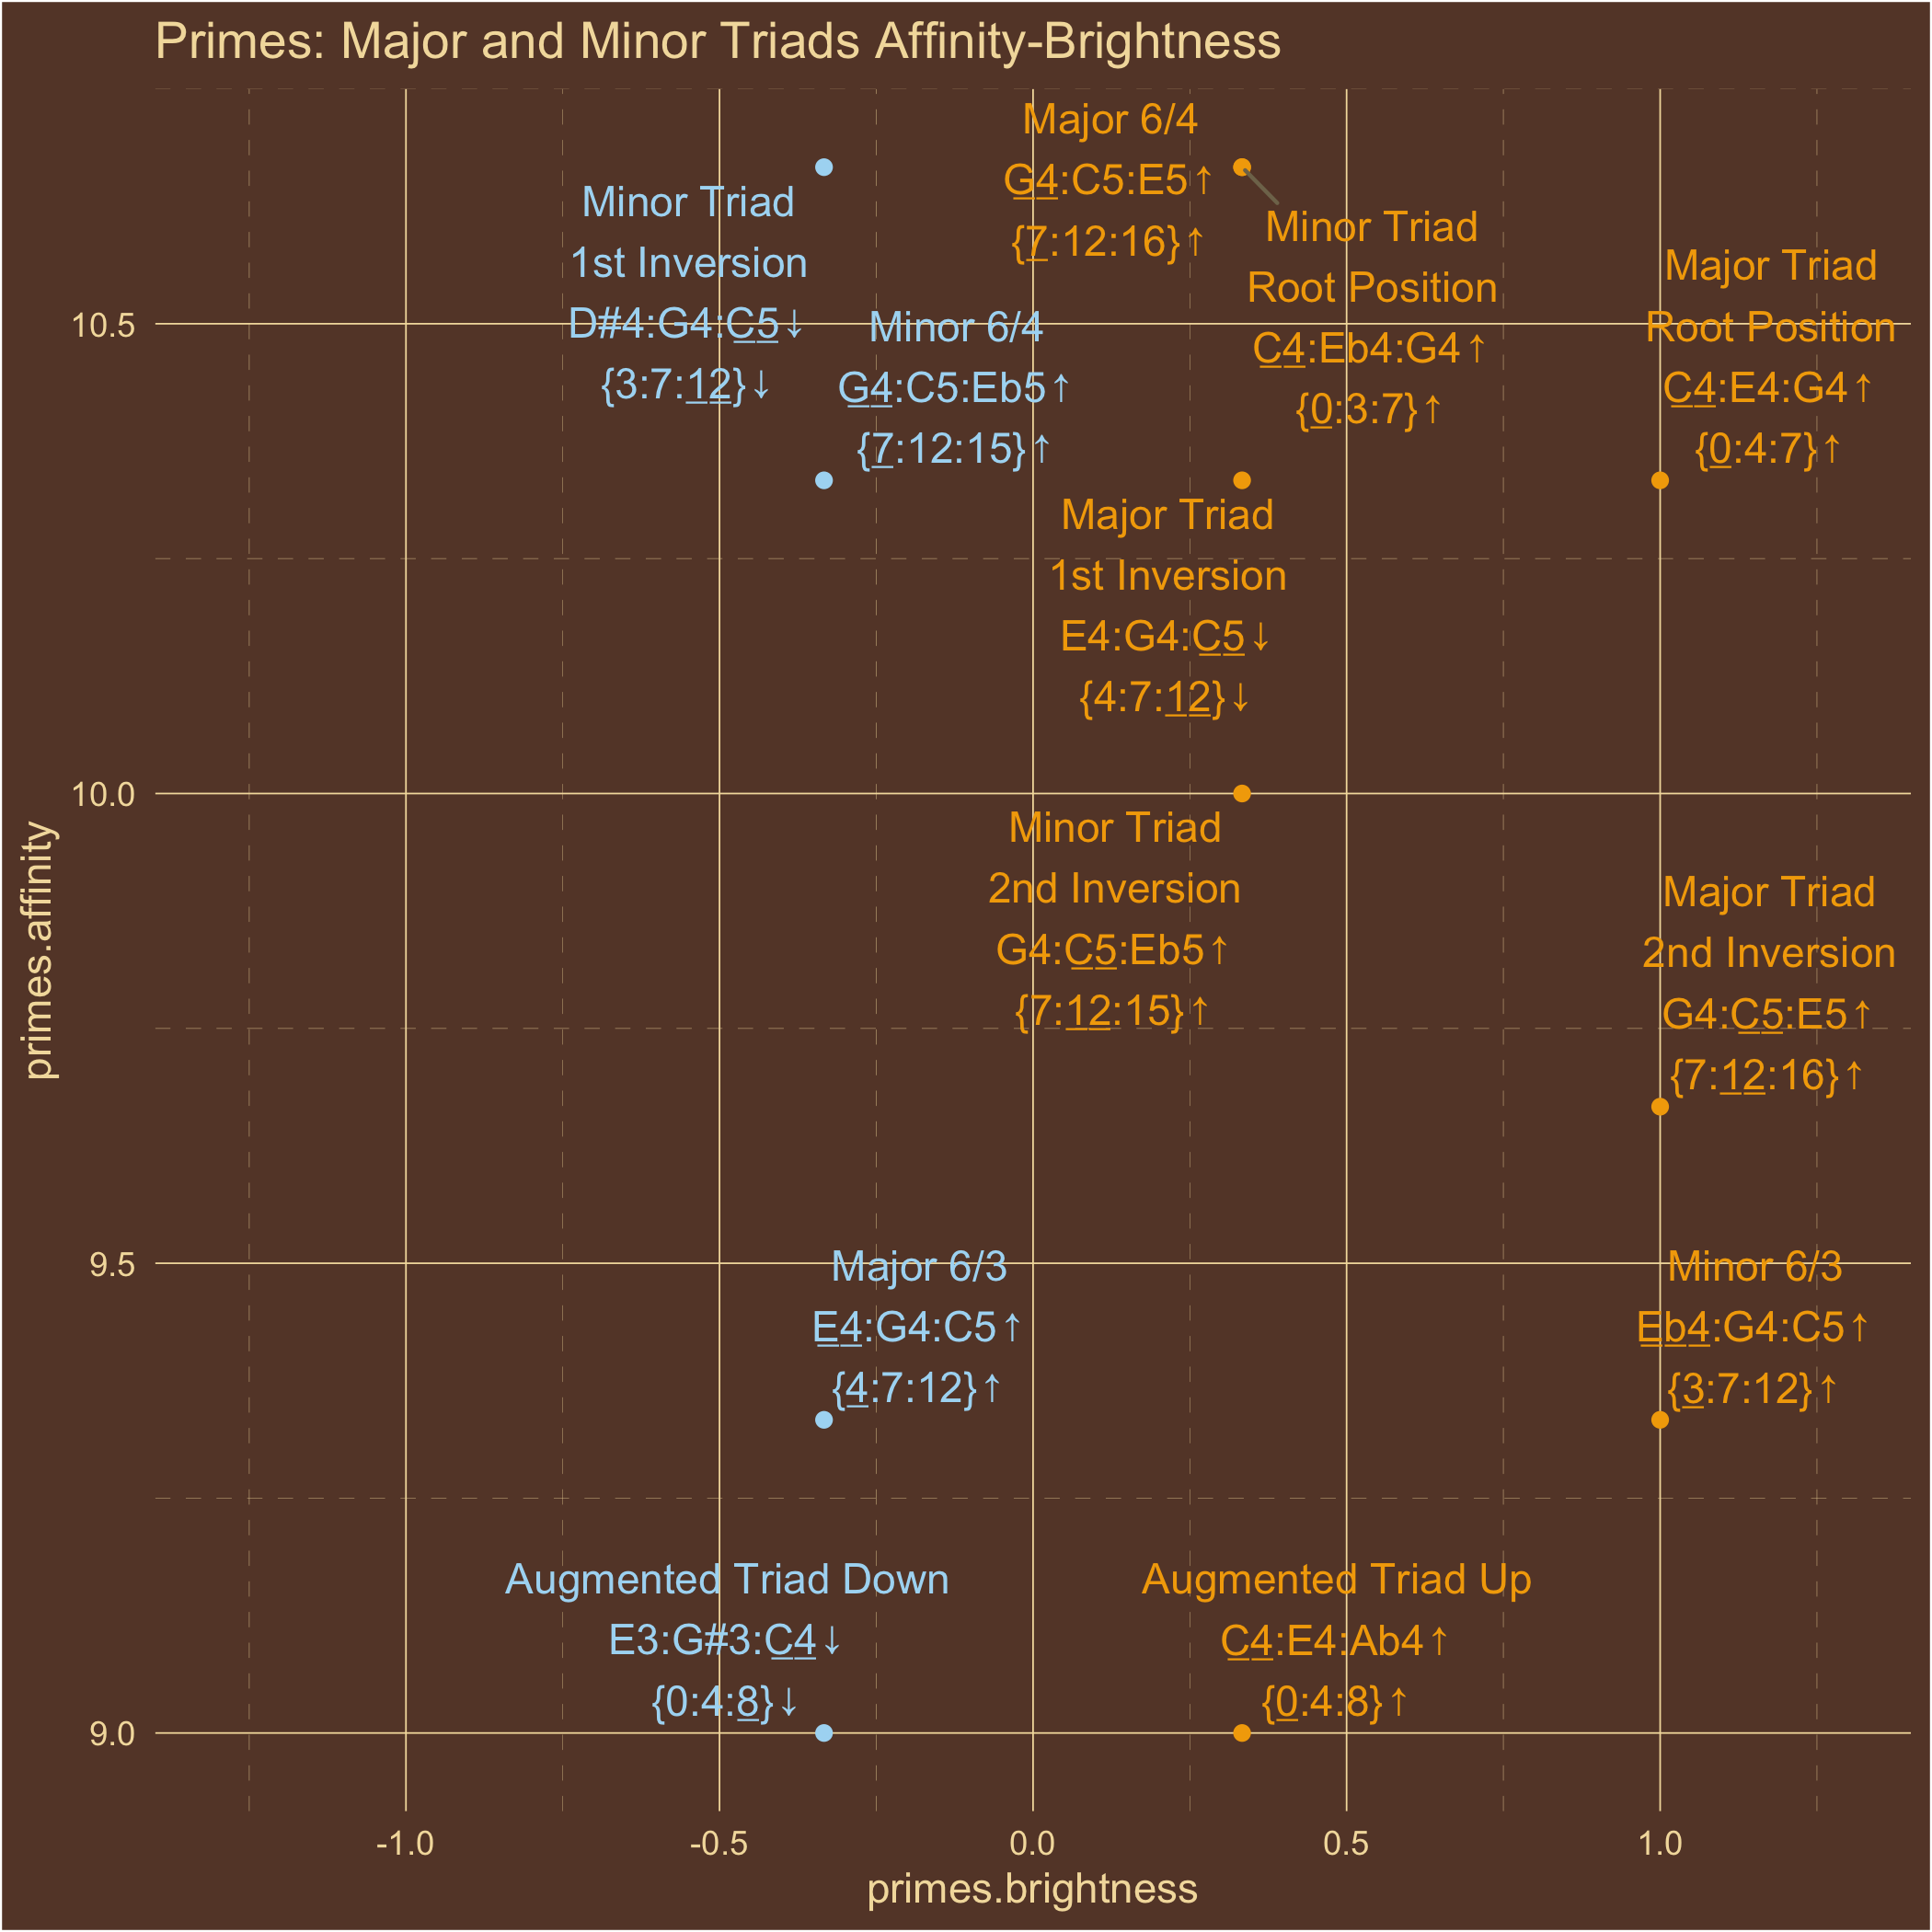 Primes: Major and Minor Triads Affinity-Brightness
Major 6/4
G4:C5:E5↑
{7:12:16}↑
Minor Triad
1st Inversion
D#4:G4:C5↓
{3:7:12}↓
Minor Triad
Root Position
C4:Eb4:G4↑
{0:3:7}↑
Major Triad
Root Position
C4:E4:G4↑
{0:4:7}↑
Minor 6/4
G4:C5:Eb5↑
{7:12:15}↑
Major Triad
1st Inversion
E4:G4:C5↓
{4:7:12}↓
Minor Triad
2nd Inversion
G4:C5:Eb5↑
{7:12:15}↑
Major Triad
2nd Inversion
G4:C5:E5↑
{7:12:16}↑
Major 6/3
E4:G4:C5↑
{4:7:12}↑
Minor 6/3
Eb4:G4:C5↑
{3:7:12}↑
Augmented Triad Down
E3:G#3:C4↓
{0:4:8}↓
Augmented Triad Up
C4:E4:Ab4↑
{0:4:8}↑
10.5
10.0
9.5
9.0
primes.affinity
-1.0
-0.5
0.0
0.5
1.0
primes.brightness